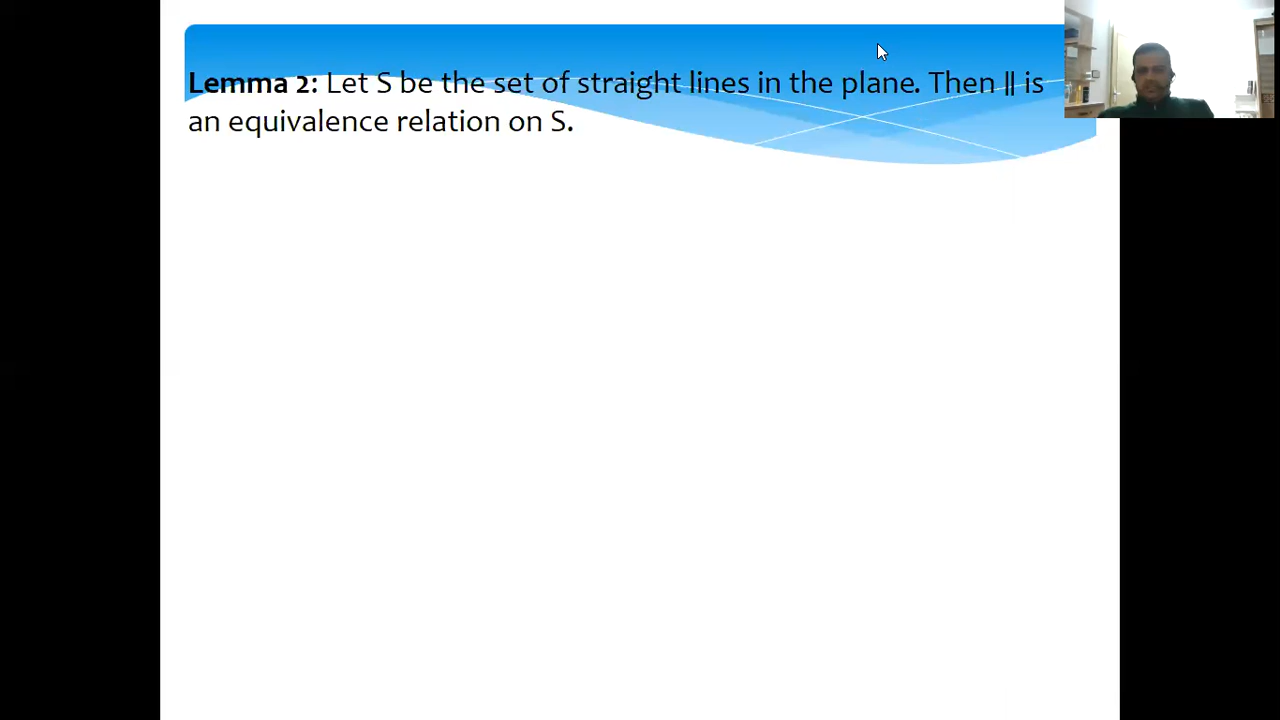 Lemma 2: Let S be the set of straight lines in the plane. Then ∥ is
an equivalence relation on S.